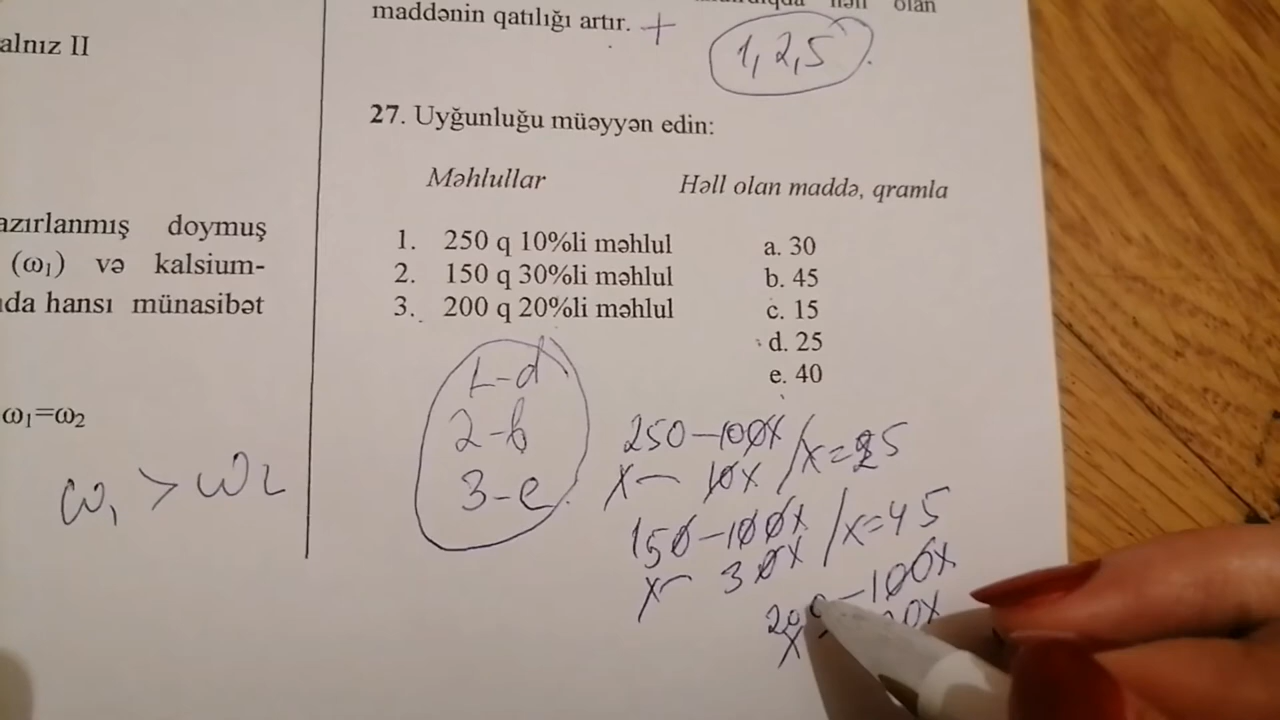 alnız II
azırlanmış doymuş
(ω₁) və kalsium-
da hansı münasibət
ω₁=ω₂
ω₁ > ω₂
həll olan
maddənin qatılığı artır. +
1, 2, 5
27. Uyğunluğu müəyyən edin:
Məhlullar Həll olan maddə, qramla
1. 250 q 10%li məhlul a. 30
2. 150 q 30%li məhlul b. 45
3. 200 q 20%li məhlul c. 15
d. 25
e. 40
1-d
2-b
3-e
250-100% / x=25
x- 10%
150-100% / x=45
x- 30%
200-100%
x